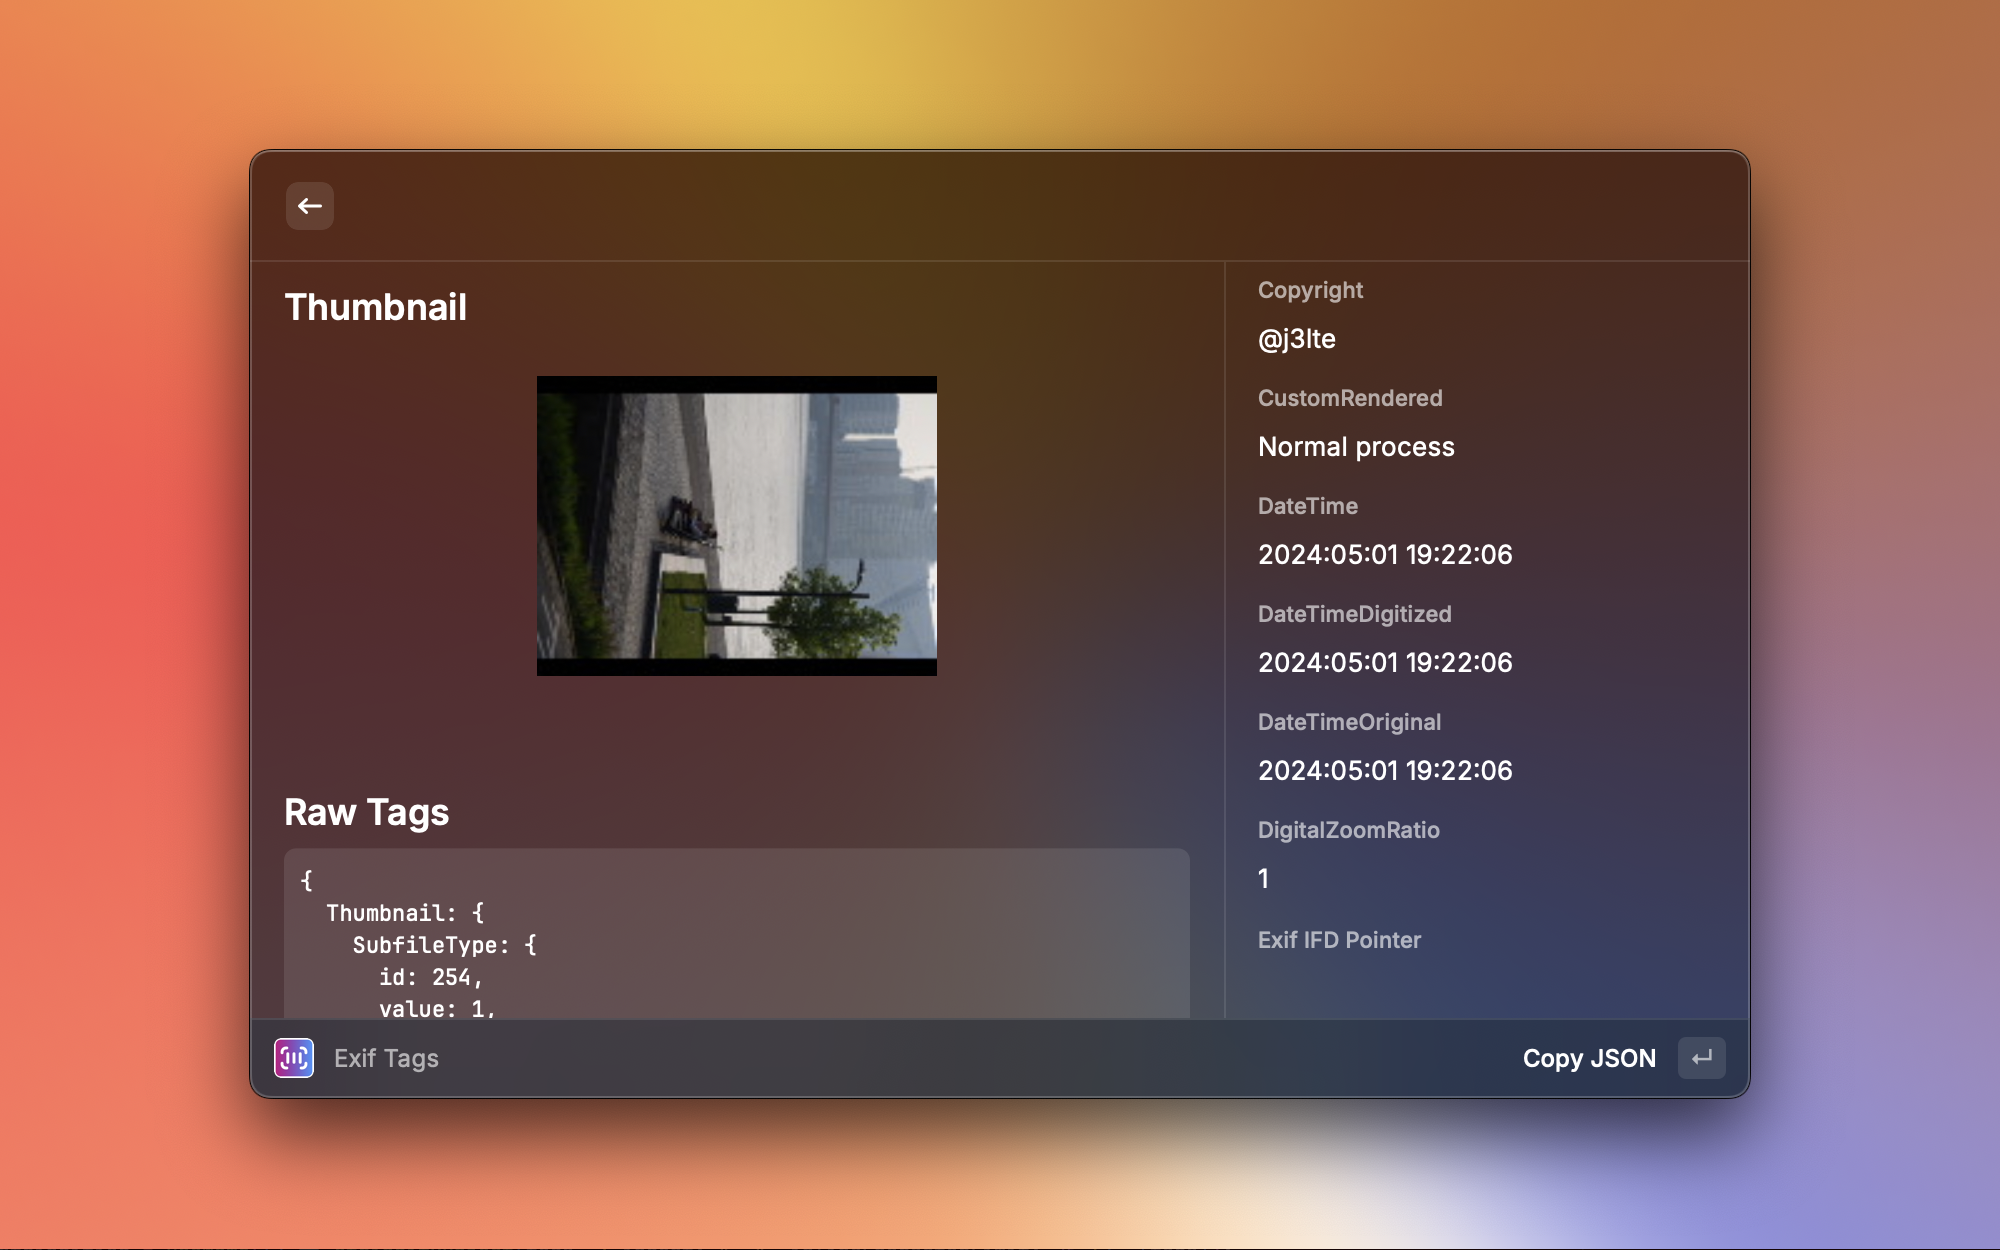 Thumbnail
Raw Tags
{
  Thumbnail: {
    SubfileType: {
      id: 254,
      value: 1,
Copyright
@j3lte
CustomRendered
Normal process
DateTime
2024:05:01 19:22:06
DateTimeDigitized
2024:05:01 19:22:06
DateTimeOriginal
2024:05:01 19:22:06
DigitalZoomRatio
1
Exif IFD Pointer
Exif Tags
Copy JSON